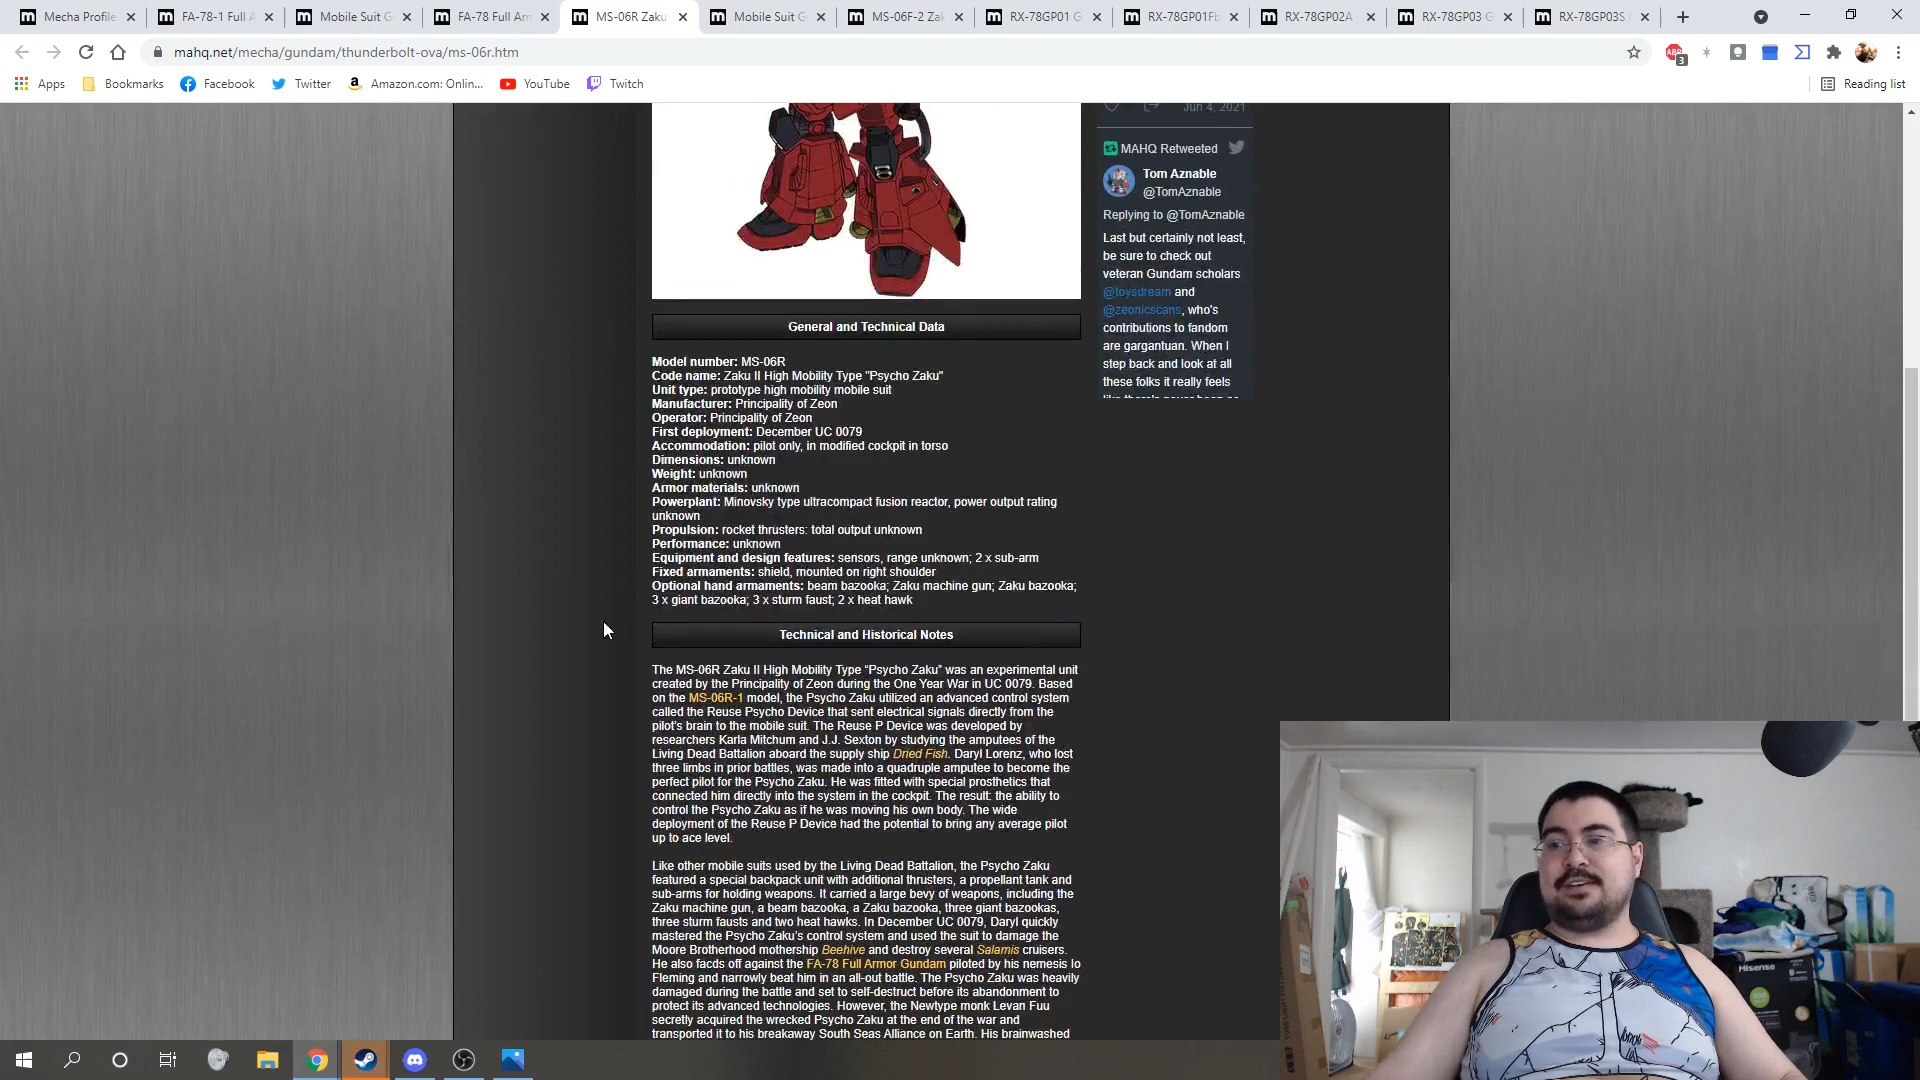 Mecha Profile
FA-78-1 Full A
Mobile Suit G
FA-78 Full Arm
MS-06R Zaku
Mobile Suit G
MS-06F-2 Zak
RX-78GP01 G
RX-78GP01Fb
RX-78GP02A
RX-78GP03 G
RX-78GP03S
mahq.net/mecha/gundam/thunderbolt-ova/ms-06r.htm
ABP
3
Apps
Bookmarks
Facebook
Twitter
Amazon.com: Onlin...
YouTube
Twitch
Reading list
Jun 4, 2021
MAHQ Retweeted
Tom Aznable
@TomAznable
Replying to @TomAznable
Last but certainly not least,
be sure to check out
veteran Gundam scholars
@toysdream and
@zeonicscans, who's
contributions to fandom
are gargantuan. When I
step back and look at all
these folks it really feels
General and Technical Data
Model number: MS-06R
Code name: Zaku II High Mobility Type "Psycho Zaku"
Unit type: prototype high mobility mobile suit
Manufacturer: Principality of Zeon
Operator: Principality of Zeon
First deployment: December UC 0079
Accommodation: pilot only, in modified cockpit in torso
Dimensions: unknown
Weight: unknown
Armor materials: unknown
Powerplant: Minovsky type ultracompact fusion reactor, power output rating
unknown
Propulsion: rocket thrusters: total output unknown
Performance: unknown
Equipment and design features: sensors, range unknown; 2 x sub-arm
Fixed armaments: shield, mounted on right shoulder
Optional hand armaments: beam bazooka; Zaku machine gun; Zaku bazooka;
3 x giant bazooka; 3 x sturm faust; 2 x heat hawk
Technical and Historical Notes
The MS-06R Zaku II High Mobility Type “Psycho Zaku” was an experimental unit
created by the Principality of Zeon during the One Year War in UC 0079. Based
on the MS-06R-1 model, the Psycho Zaku utilized an advanced control system
called the Reuse Psycho Device that sent electrical signals directly from the
pilot's brain to the mobile suit. The Reuse P Device was developed by
researchers Karla Mitchum and J.J. Sexton by studying the amputees of the
Living Dead Battalion aboard the supply ship Dried Fish. Daryl Lorenz, who lost
three limbs in prior battles, was made into a quadruple amputee to become the
perfect pilot for the Psycho Zaku. He was fitted with special prosthetics that
connected him directly into the system in the cockpit. The result: the ability to
control the Psycho Zaku as if he was moving his own body. The wide
deployment of the Reuse P Device had the potential to bring any average pilot
up to ace level.
Like other mobile suits used by the Living Dead Battalion, the Psycho Zaku
featured a special backpack unit with additional thrusters, a propellant tank and
sub-arms for holding weapons. It carried a large bevy of weapons, including the
Zaku machine gun, a beam bazooka, a Zaku bazooka, three giant bazookas,
three sturm fausts and two heat hawks. In December UC 0079, Daryl quickly
mastered the Psycho Zaku's control system and used the suit to damage the
Moore Brotherhood mothership Beehive and destroy several Salamis cruisers.
He also facds off against the FA-78 Full Armor Gundam piloted by his nemesis Io
Fleming and narrowly beat him in an all-out battle. The Psycho Zaku was heavily
damaged during the battle and set to self-destruct before its abandonment to
protect its advanced technologies. However, the Newtype monk Levan Fuu
secretly acquired the wrecked Psycho Zaku at the end of the war and
transported it to his breakaway South Seas Alliance on Earth. His brainwashed
Hisense